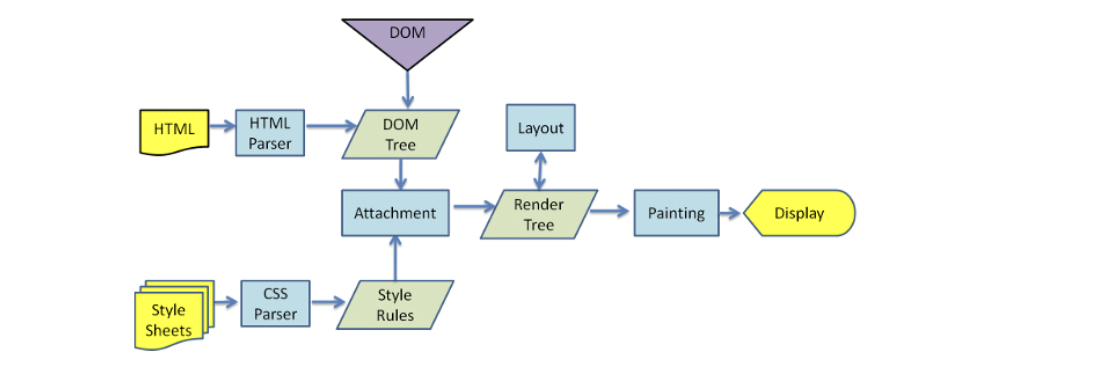 DOM
HTML
HTML
Parser
DOM
Tree
Layout
Attachment
Render
Tree
Painting
Display
Style
Sheets
CSS
Parser
Style
Rules